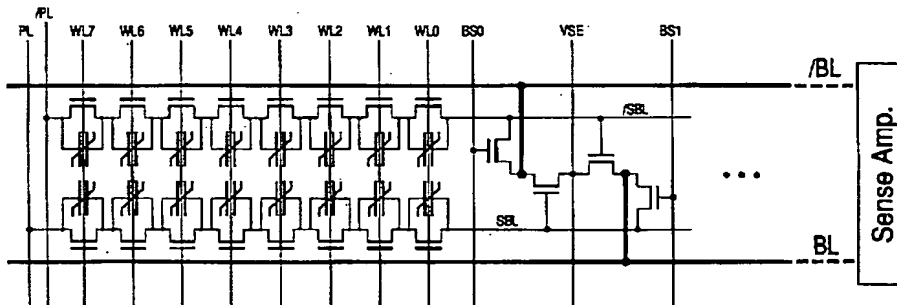 /PL
PL WL7 WL6 WL5 WL4 WL3 WL2 WL1 WL0 BS0 VSE BS1
/BL
/SBL
SBL
BL
Sense Amp.